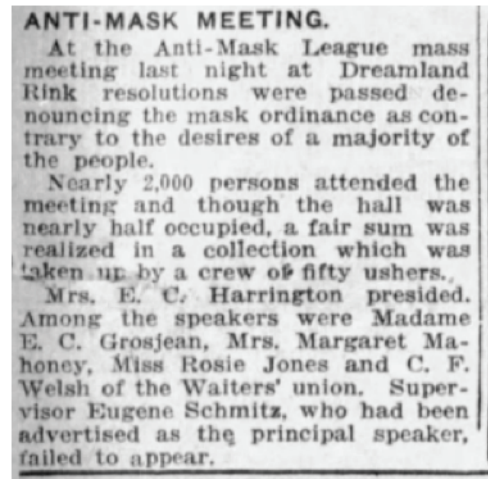 ANTI-MASK MEETING.
At the Anti-Mask League mass
meeting last night at Dreamland
Rink resolutions were passed de-
nouncing the mask ordinance as con-
trary to the desires of a majority of
the people.
Nearly 2,000 persons attended the
meeting and though the hall was
nearly half occupied, a fair sum was
realized in a collection which was
taken up by a crew of fifty ushers.
Mrs. E. C. Harrington presided.
Among the speakers were Madame
E. C. Grosjean, Mrs. Margaret Ma-
honey, Miss Rosie Jones and C. F.
Welsh of the Waiters' union. Super-
visor Eugene Schmitz, who had been
advertised as the principal speaker,
failed to appear.